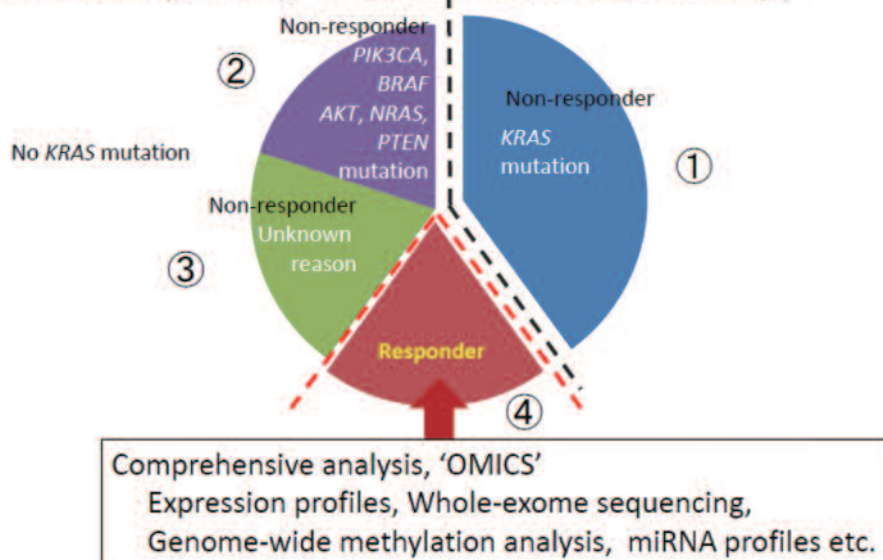 Non-responder
PIK3CA,
BRAF
AKT, NRAS,
PTEN
mutation
②
Non-responder
KRAS
mutation
①
No KRAS mutation
Non-responder
Unknown
reason
③
Responder
④
Comprehensive analysis, 'OMICS'
Expression profiles, Whole-exome sequencing,
Genome-wide methylation analysis, miRNA profiles etc.